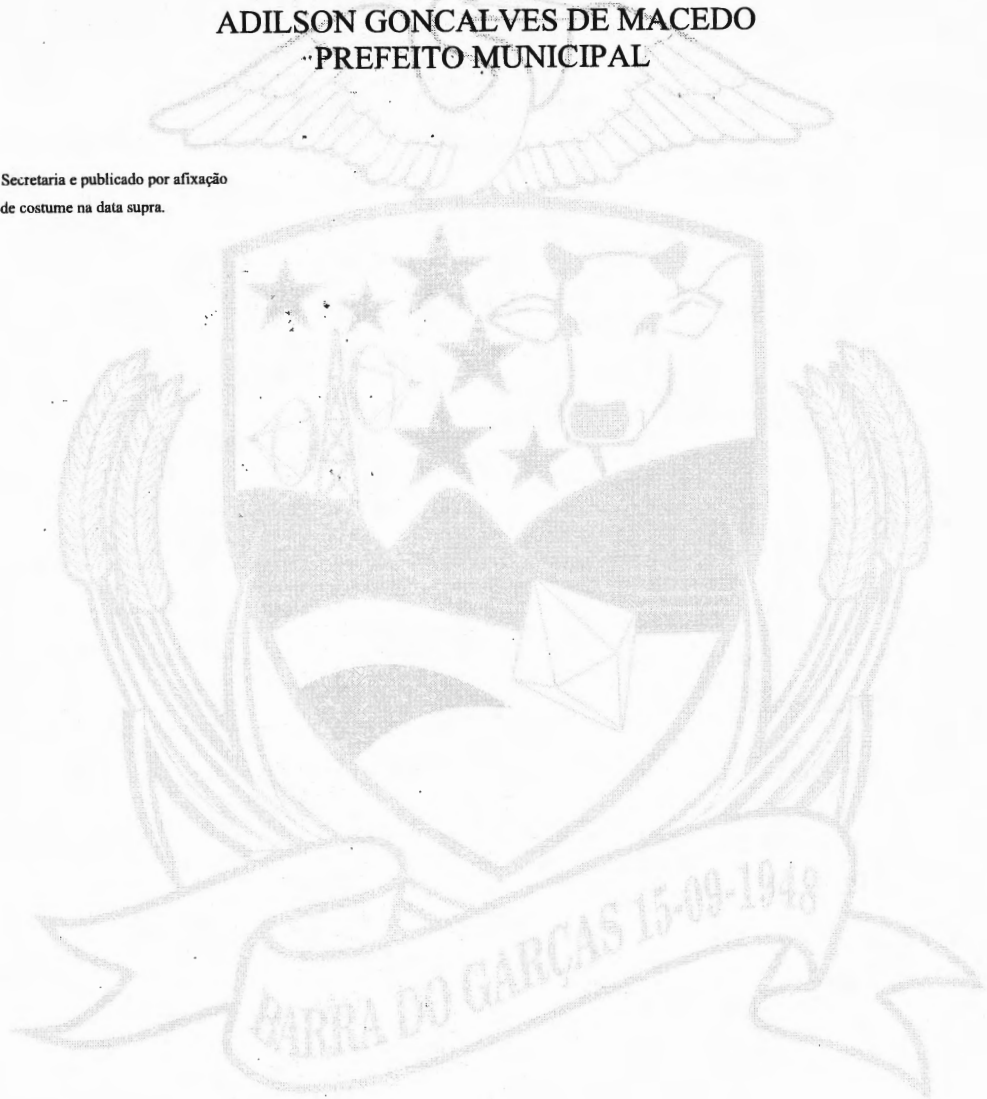 ADILSON GONCALVES DE MACEDO
PREFEITO MUNICIPAL
Secretaria e publicado por afixação
de costume na data supra.
BARRA DO GARÇAS 15-09-1948